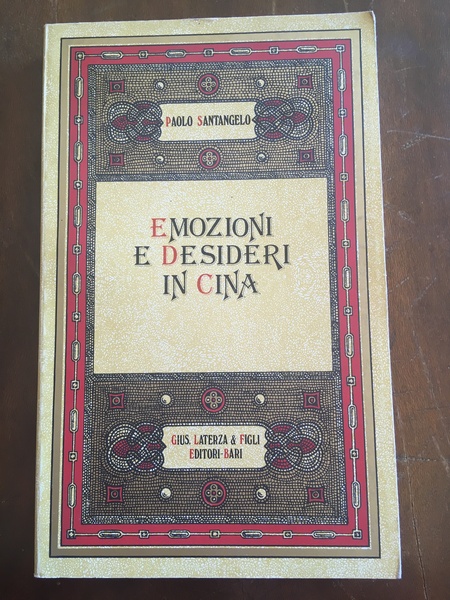 PAOLO SANTANGELO
EMOZIONI
E DESIDERI
IN CINA
GIUS. LATERZA & FIGLI
EDITORI-BARI